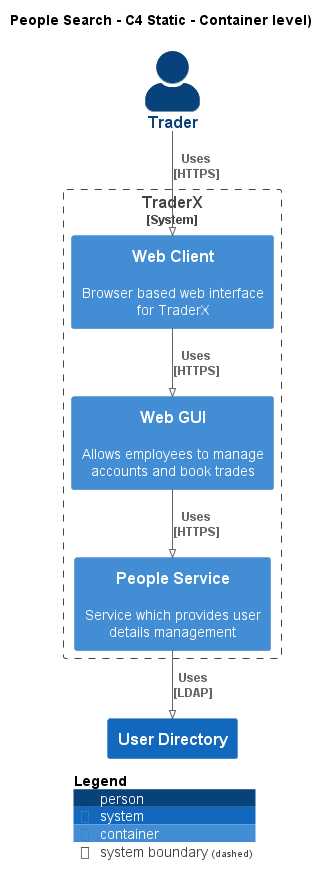 People Search - C4 Static - Container level)
Trader
Uses
[HTTPS]
TraderX
[System]
Web Client
Browser based web interface
for TraderX
Uses
[HTTPS]
Web GUI
Allows employees to manage
accounts and book trades
Uses
[HTTPS]
People Service
Service which provides user
details management
Uses
[LDAP]
User Directory
Legend
person
system
container
system boundary (dashed)